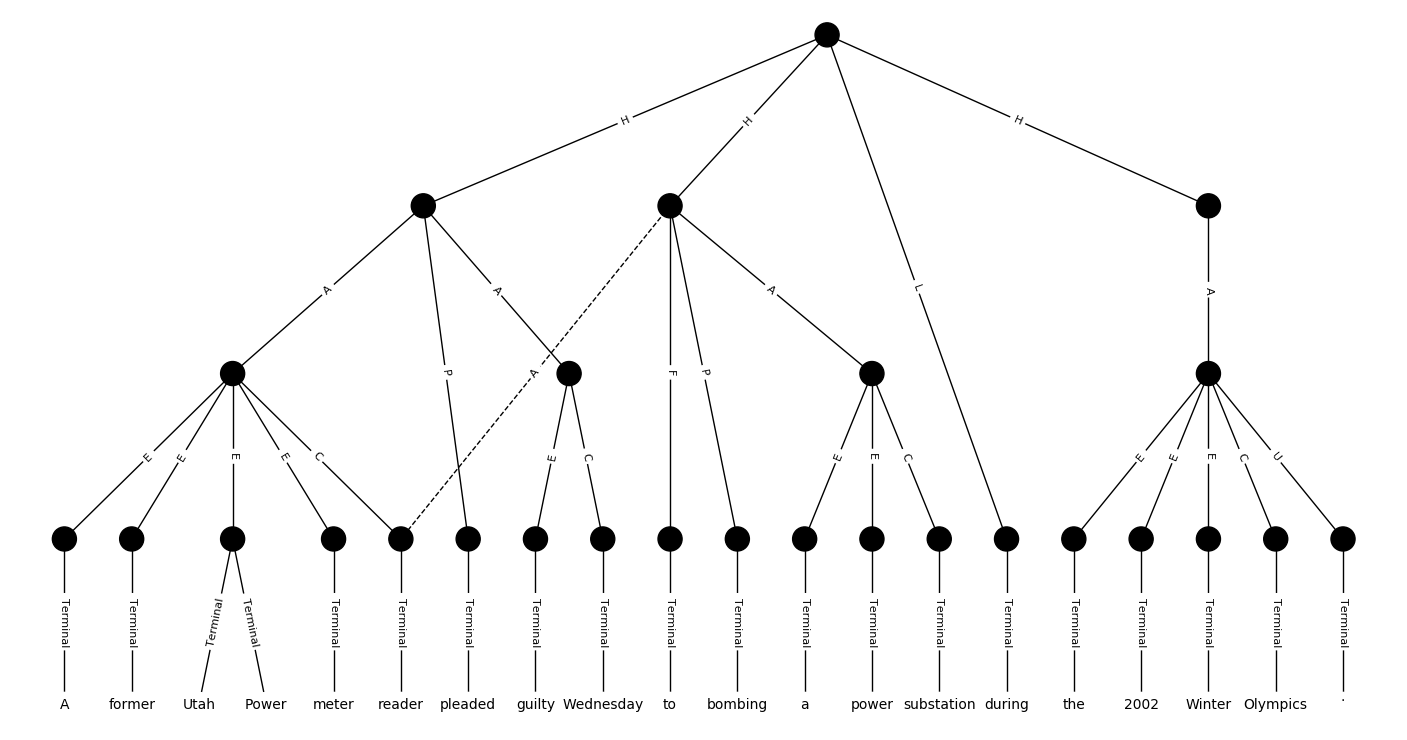 H H H
A A L A A
A P A F P
E E E E C E C E E C E E E C U
Terminal Terminal Terminal Terminal Terminal Terminal Terminal Terminal Terminal Terminal Terminal Terminal Terminal Terminal Terminal Terminal Terminal Terminal Terminal Terminal
A former Utah Power meter reader pleaded guilty Wednesday to bombing a power substation during the 2002 Winter Olympics .